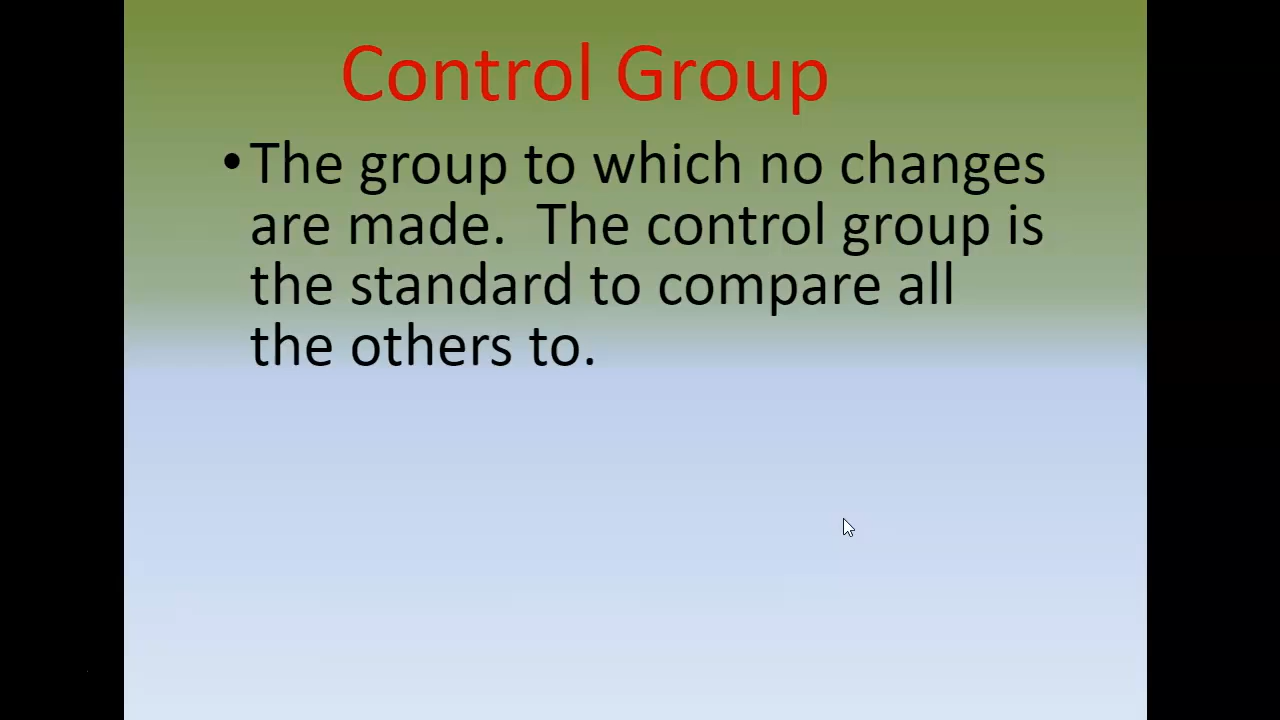 Control Group
•The group to which no changes
are made.  The control group is
the standard to compare all
the others to.